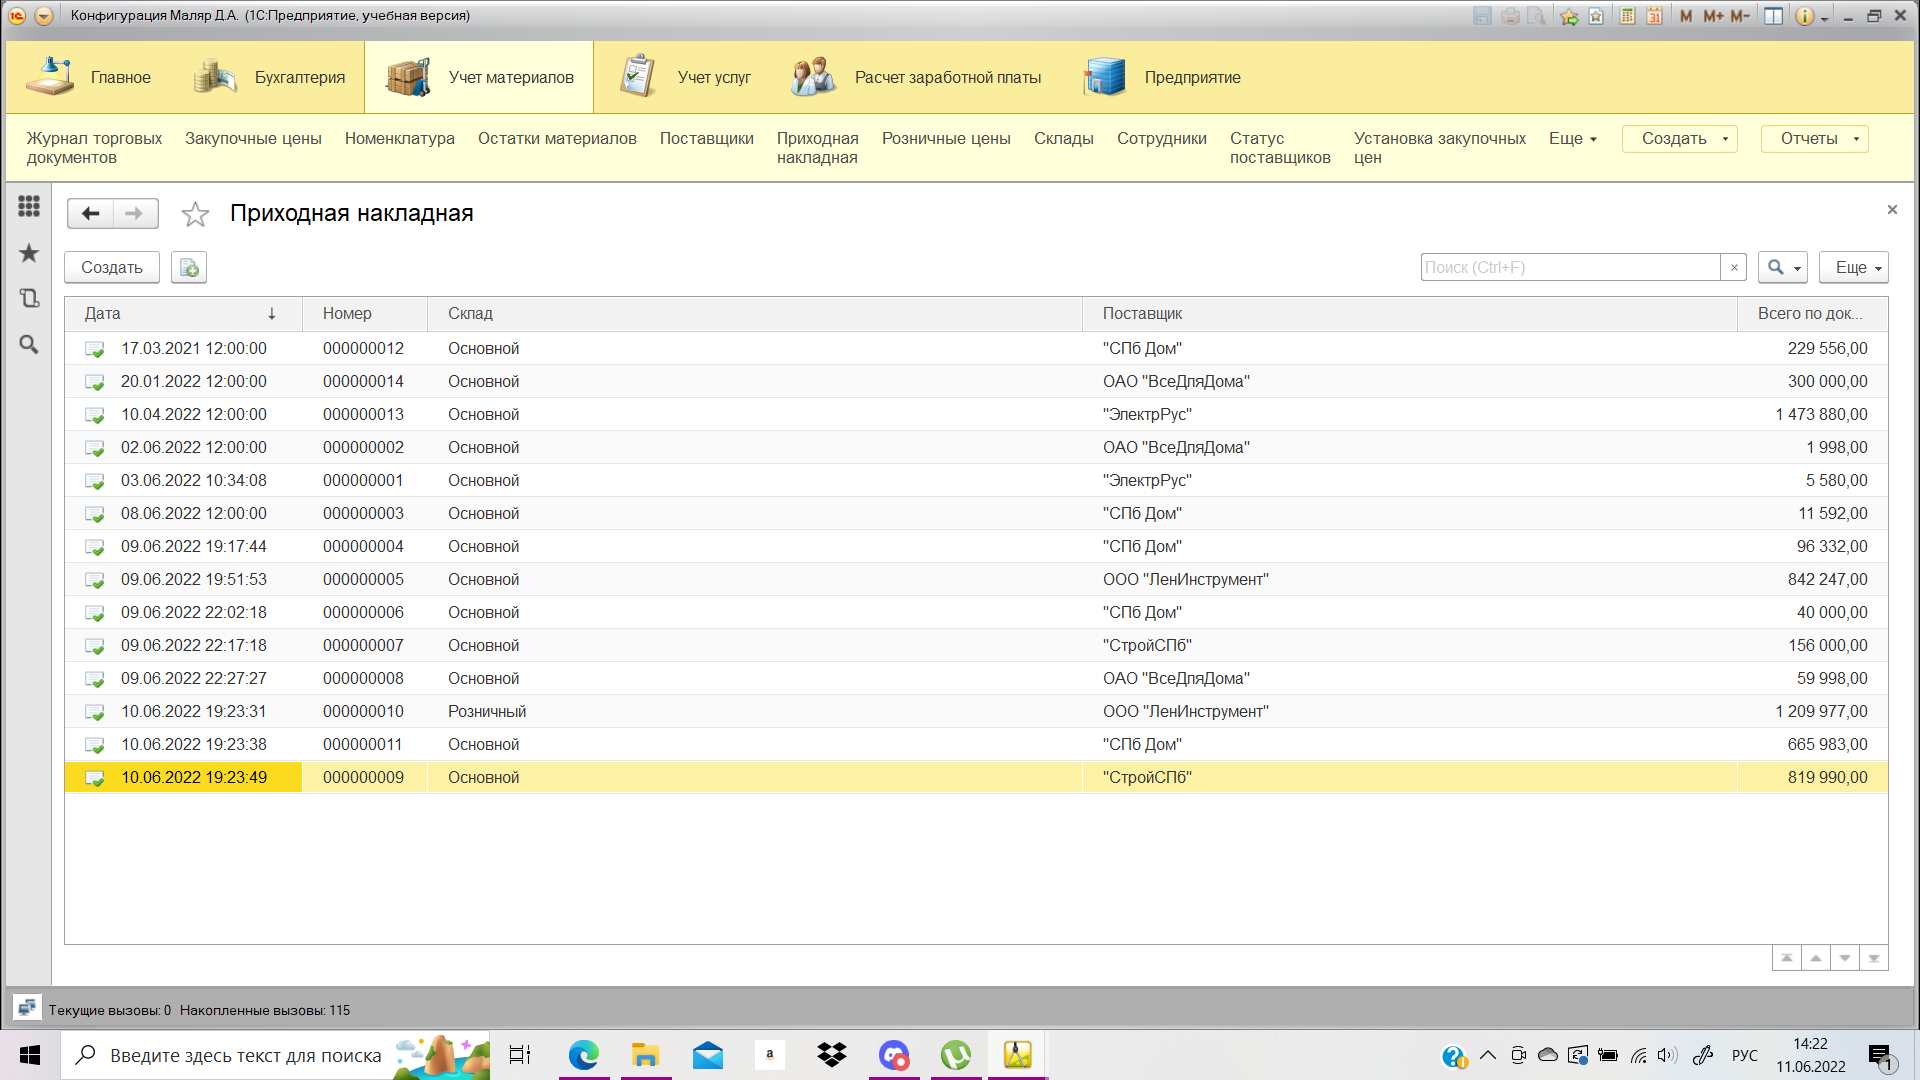 Конфигурация Маляр Д.А. (1С:Предприятие, учебная версия)
M M+ M-
Главное Бухгалтерия Учет материалов Учет услуг Расчет заработной платы Предприятие
Журнал торговых документов Закупочные цены Номенклатура Остатки материалов Поставщики Приходная накладная Розничные цены Склады Сотрудники Статус поставщиков Установка закупочных цен Еще Создать Отчеты
Приходная накладная
Создать Поиск (Ctrl+F) × Еще
Дата ↓ Номер Склад Поставщик Всего по док...
17.03.2021 12:00:00 000000012 Основной "СПб Дом" 229 556,00
20.01.2022 12:00:00 000000014 Основной ОАО "ВсеДляДома" 300 000,00
10.04.2022 12:00:00 000000013 Основной "ЭлектрРус" 1 473 880,00
02.06.2022 12:00:00 000000002 Основной ОАО "ВсеДляДома" 1 998,00
03.06.2022 10:34:08 000000001 Основной "ЭлектрРус" 5 580,00
08.06.2022 12:00:00 000000003 Основной "СПб Дом" 11 592,00
09.06.2022 19:17:44 000000004 Основной "СПб Дом" 96 332,00
09.06.2022 19:51:53 000000005 Основной ООО "ЛенИнструмент" 842 247,00
09.06.2022 22:02:18 000000006 Основной "СПб Дом" 40 000,00
09.06.2022 22:17:18 000000007 Основной "СтройСПб" 156 000,00
09.06.2022 22:27:27 000000008 Основной ОАО "ВсеДляДома" 59 998,00
10.06.2022 19:23:31 000000010 Розничный ООО "ЛенИнструмент" 1 209 977,00
10.06.2022 19:23:38 000000011 Основной "СПб Дом" 665 983,00
10.06.2022 19:23:49 000000009 Основной "СтройСПб" 819 990,00
Текущие вызовы: 0 Накопленные вызовы: 115
Введите здесь текст для поиска
a
РУС
14:22
11.06.2022
1